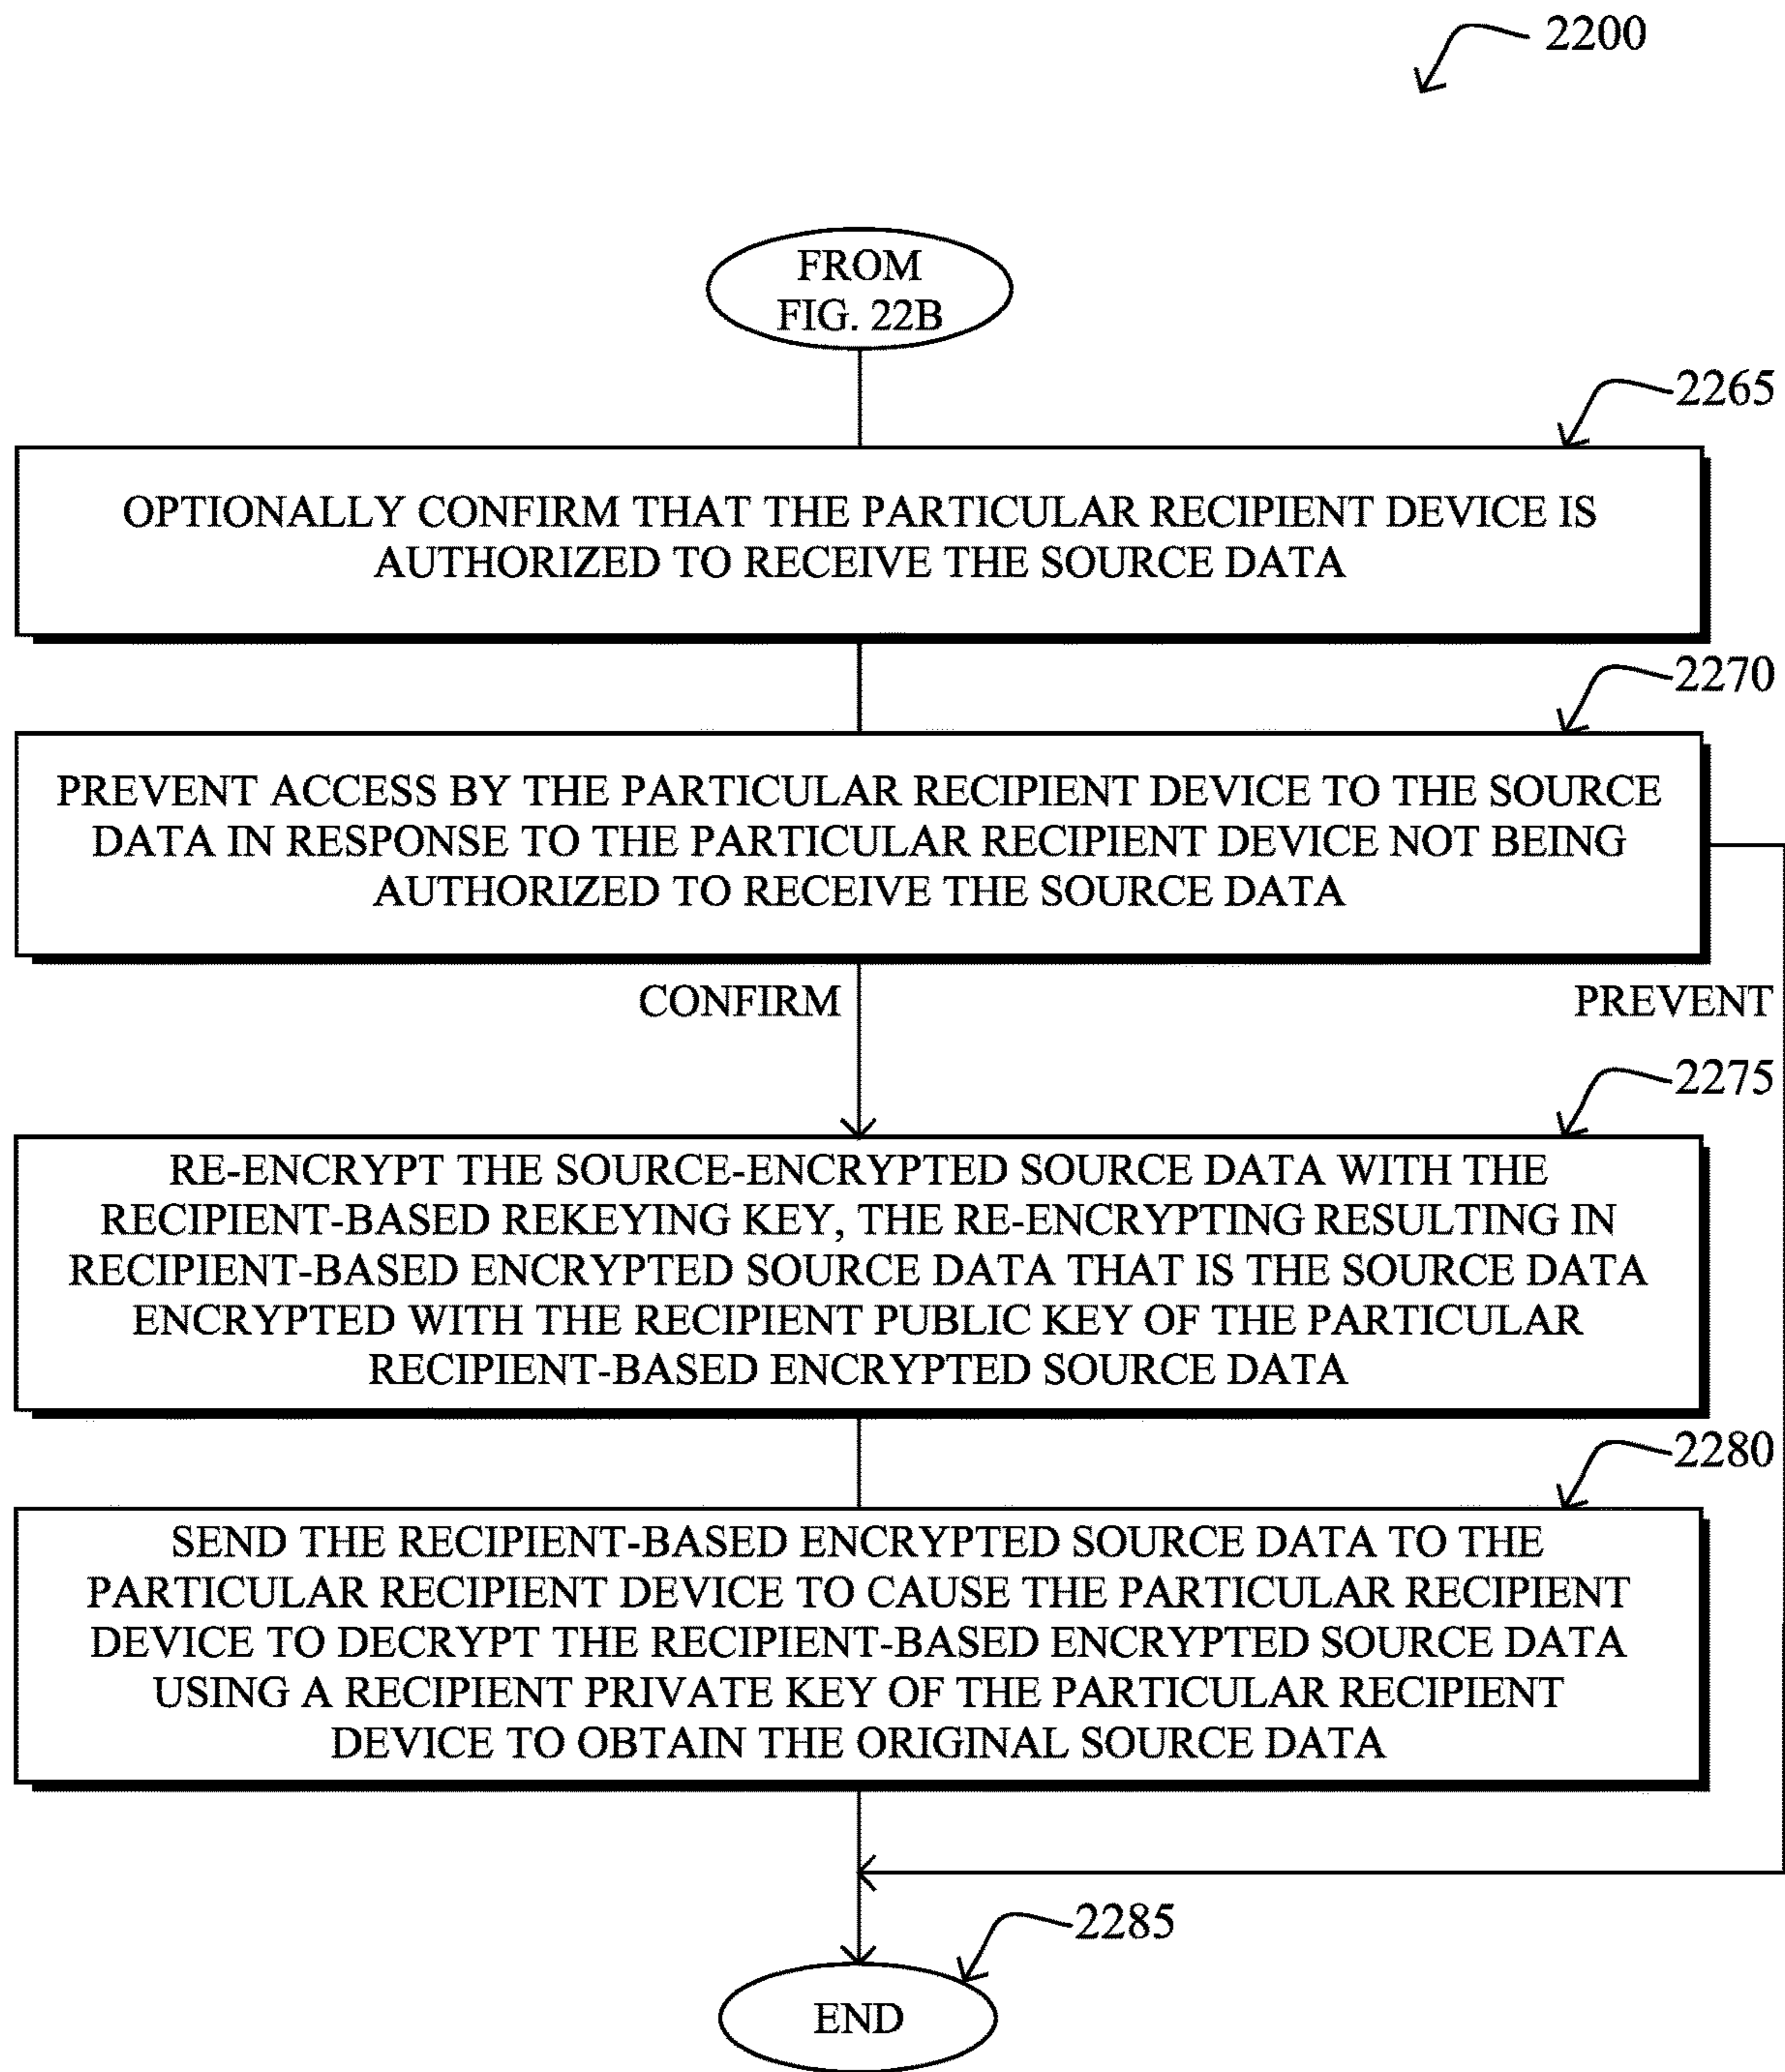 2200
FROM
FIG. 22B
2265
OPTIONALLY CONFIRM THAT THE PARTICULAR RECIPIENT DEVICE IS
AUTHORIZED TO RECEIVE THE SOURCE DATA
2270
PREVENT ACCESS BY THE PARTICULAR RECIPIENT DEVICE TO THE SOURCE
DATA IN RESPONSE TO THE PARTICULAR RECIPIENT DEVICE NOT BEING
AUTHORIZED TO RECEIVE THE SOURCE DATA
CONFIRM
PREVENT
2275
RE-ENCRYPT THE SOURCE-ENCRYPTED SOURCE DATA WITH THE
RECIPIENT-BASED REKEYING KEY, THE RE-ENCRYPTING RESULTING IN
RECIPIENT-BASED ENCRYPTED SOURCE DATA THAT IS THE SOURCE DATA
ENCRYPTED WITH THE RECIPIENT PUBLIC KEY OF THE PARTICULAR
RECIPIENT-BASED ENCRYPTED SOURCE DATA
2280
SEND THE RECIPIENT-BASED ENCRYPTED SOURCE DATA TO THE
PARTICULAR RECIPIENT DEVICE TO CAUSE THE PARTICULAR RECIPIENT
DEVICE TO DECRYPT THE RECIPIENT-BASED ENCRYPTED SOURCE DATA
USING A RECIPIENT PRIVATE KEY OF THE PARTICULAR RECIPIENT
DEVICE TO OBTAIN THE ORIGINAL SOURCE DATA
2285
END